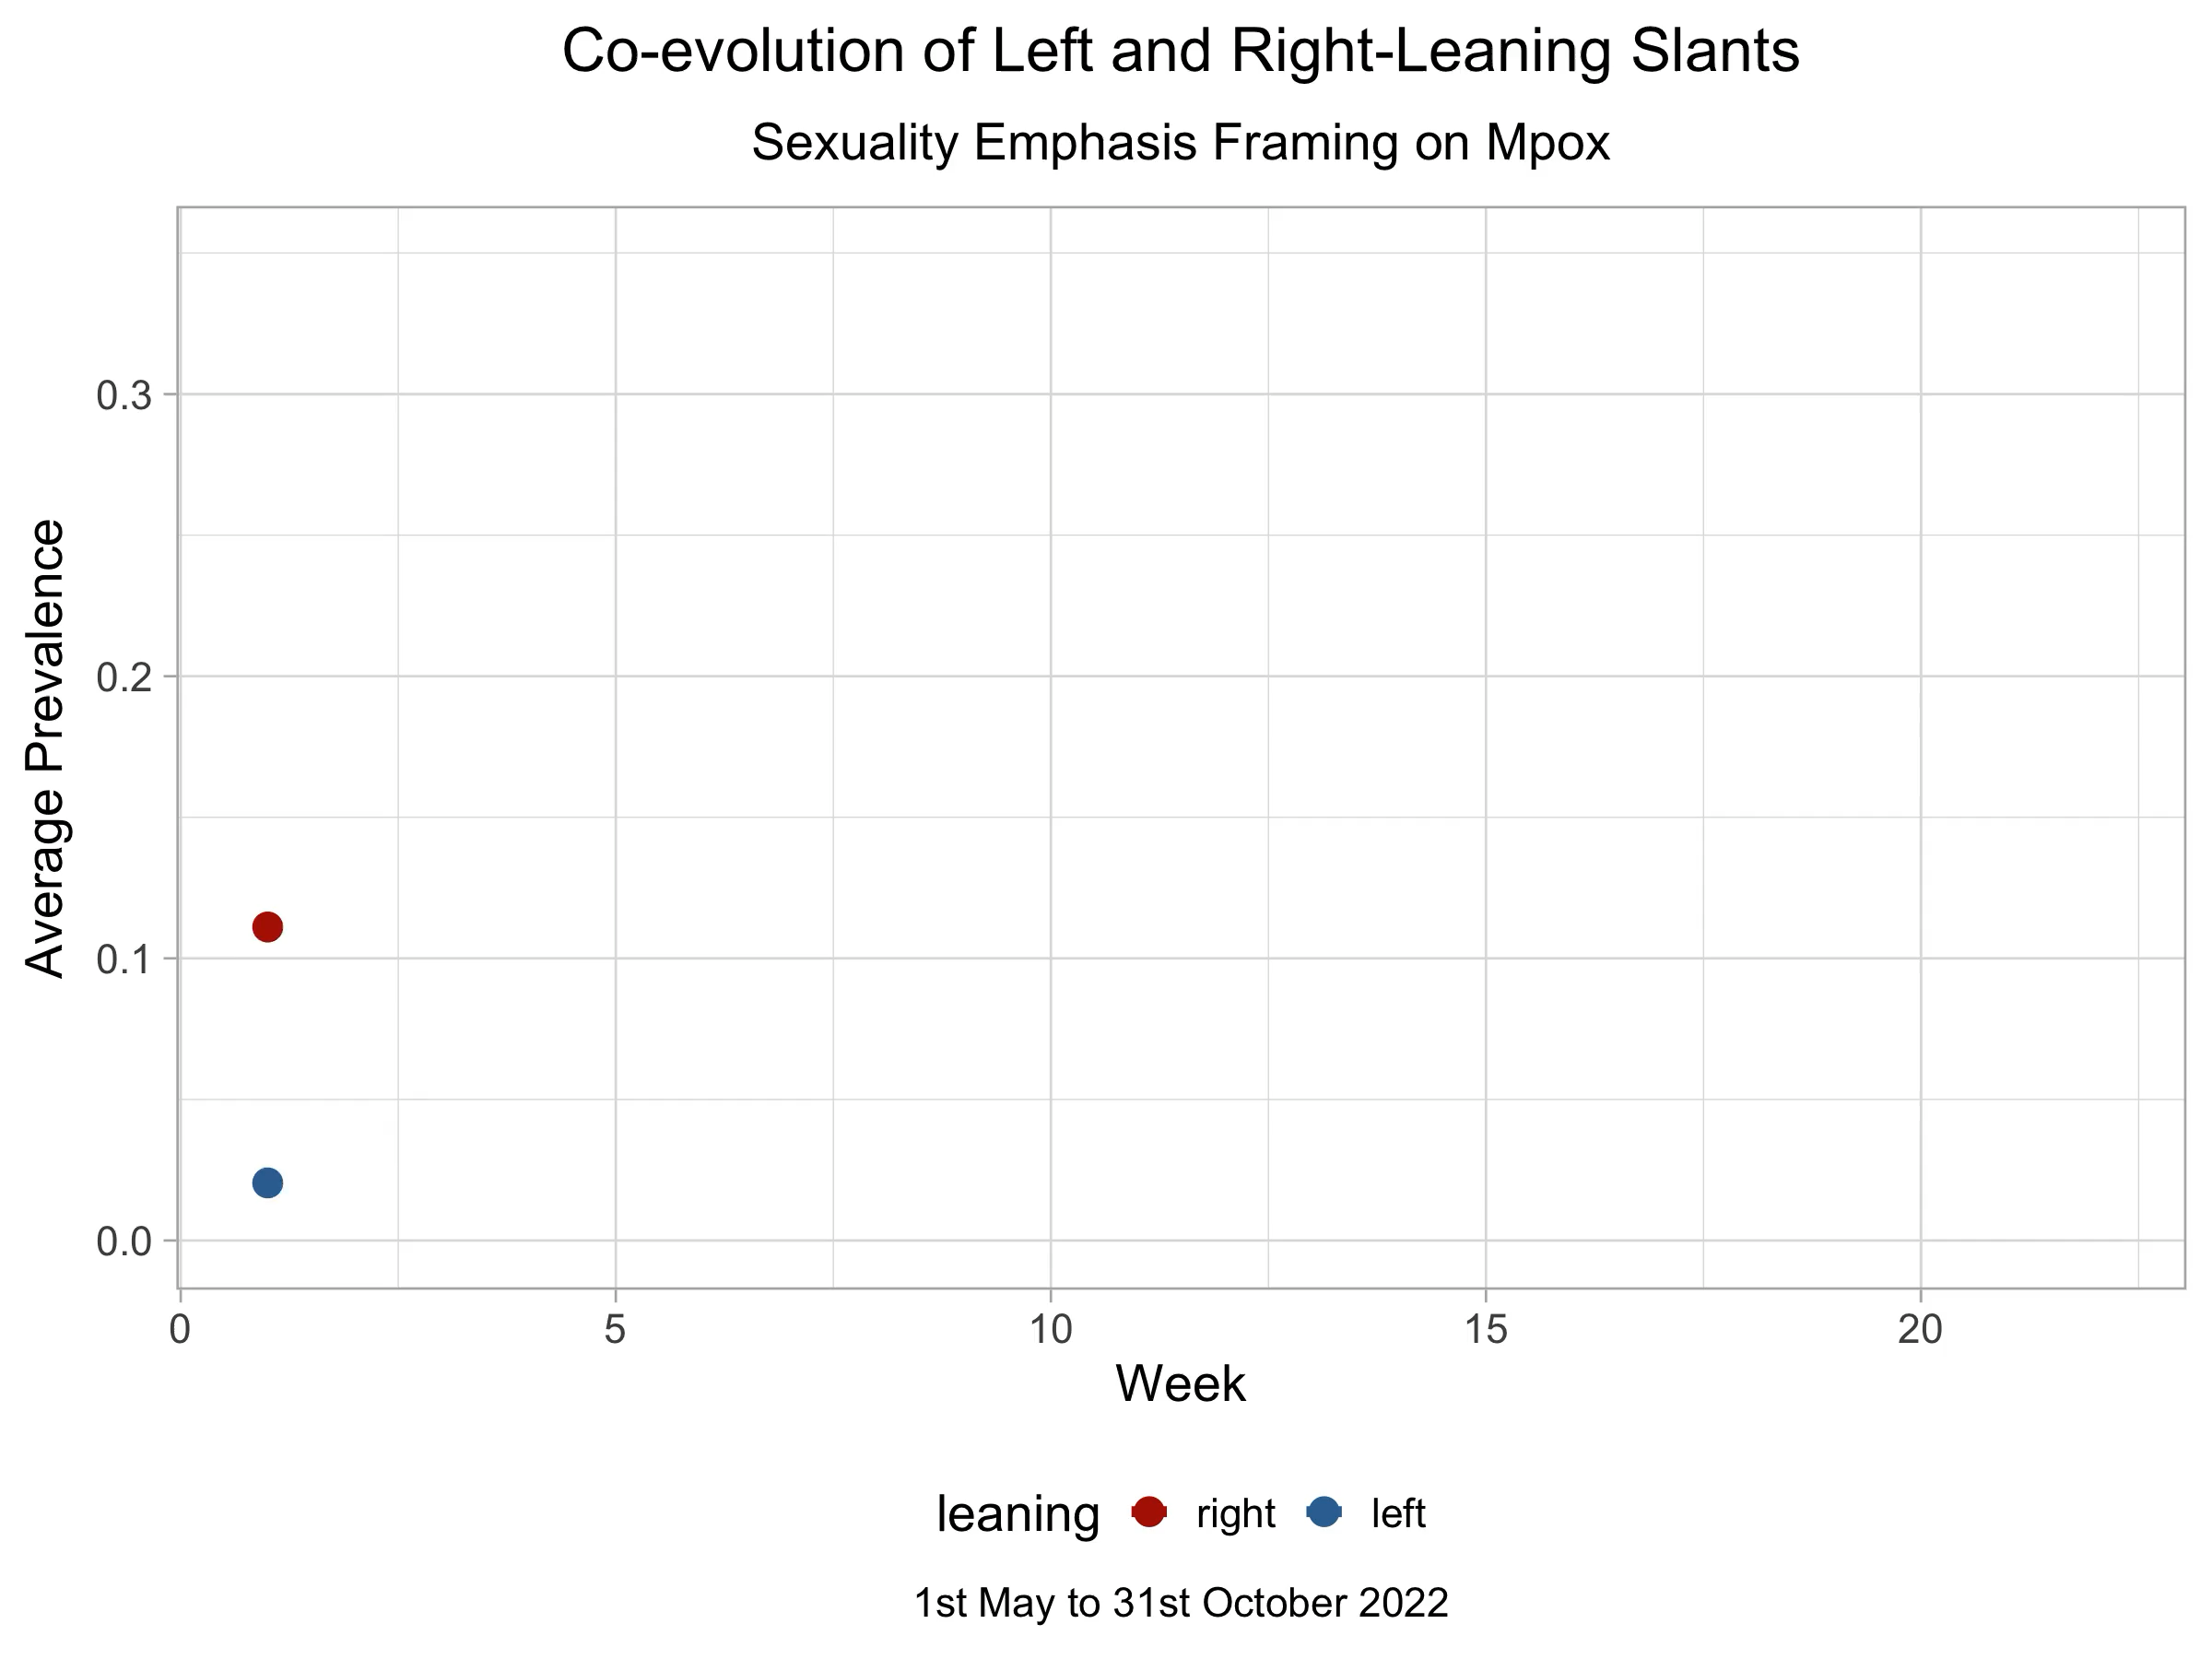 Co-evolution of Left and Right-Leaning Slants
Sexuality Emphasis Framing on Mpox
Average Prevalence
0.3
0.2
0.1
0.0
0 5 10 15 20
Week
leaning right left
1st May to 31st October 2022